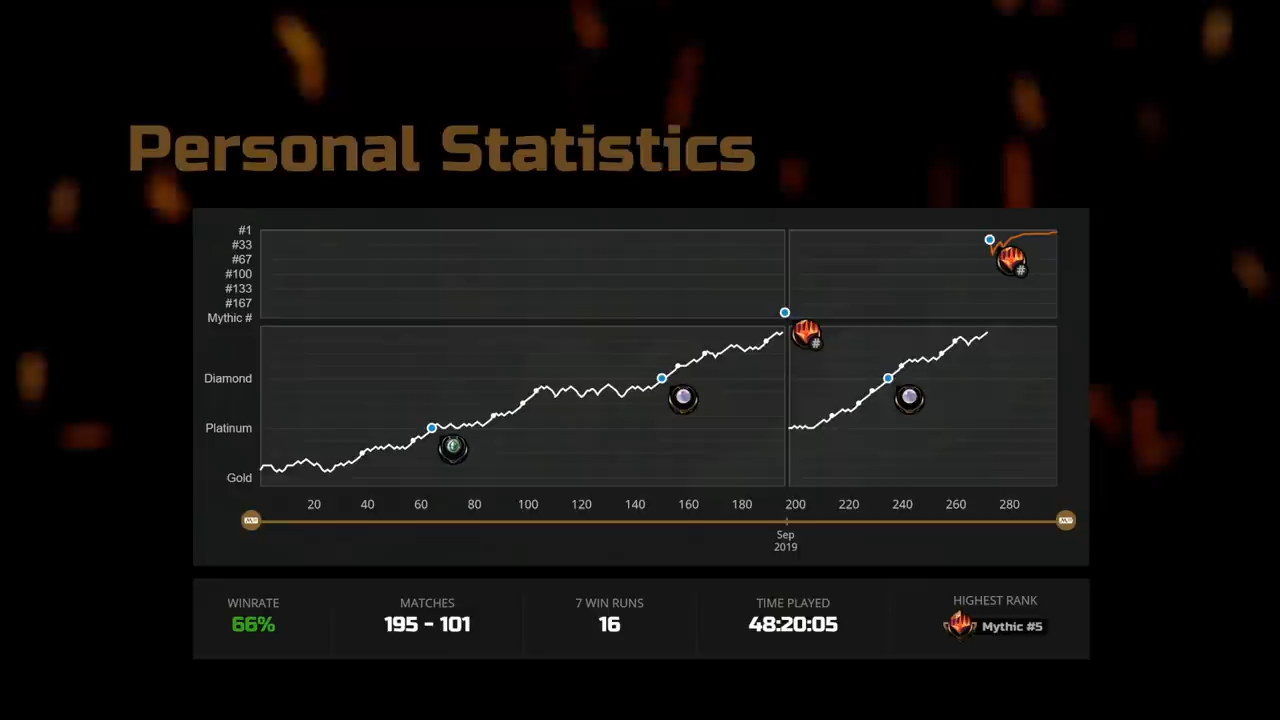 Personal Statistics
#1
#33
#67
#100
#133
#167
Mythic #
Diamond
Platinum
Gold
20 40 60 80 100 120 140 160 180 200 220 240 260 280
Sep
2019
WINRATE MATCHES 7 WIN RUNS TIME PLAYED HIGHEST RANK
66% 195 - 101 16 48:20:05 Mythic #5